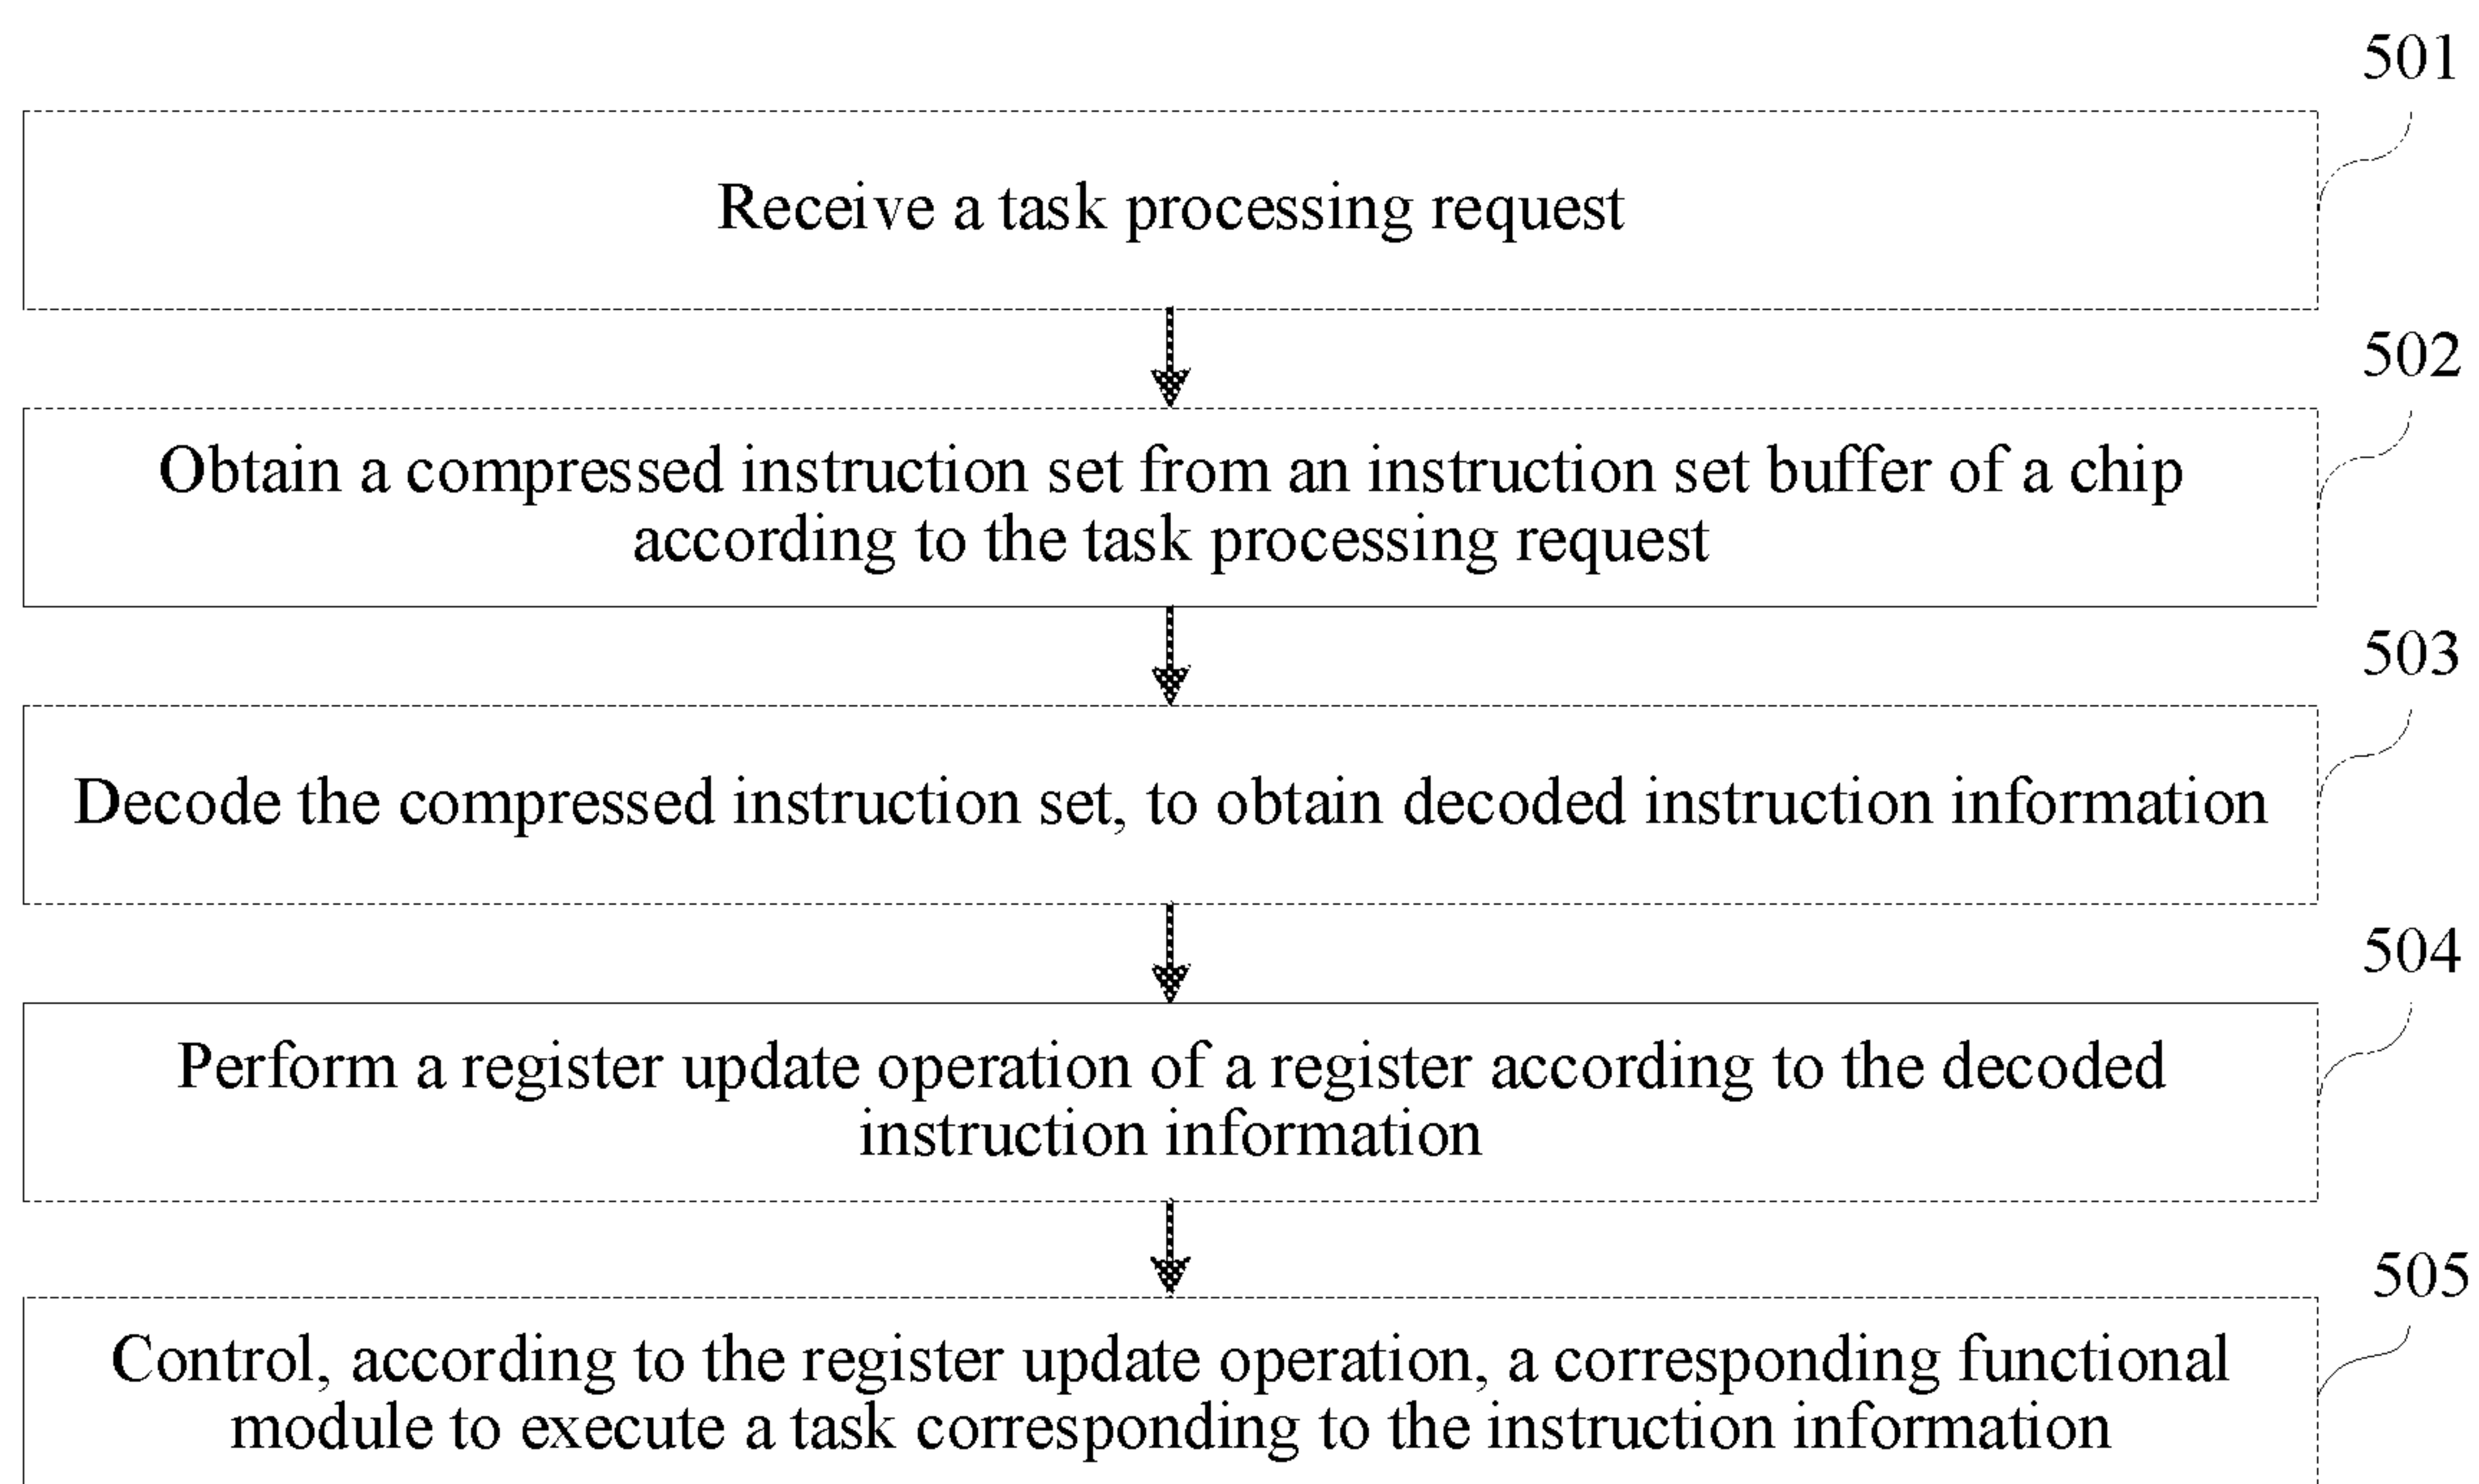 501
Receive a task processing request
502
Obtain a compressed instruction set from an instruction set buffer of a chip
according to the task processing request
503
Decode the compressed instruction set, to obtain decoded instruction information
504
Perform a register update operation of a register according to the decoded
instruction information
505
Control, according to the register update operation, a corresponding functional
module to execute a task corresponding to the instruction information